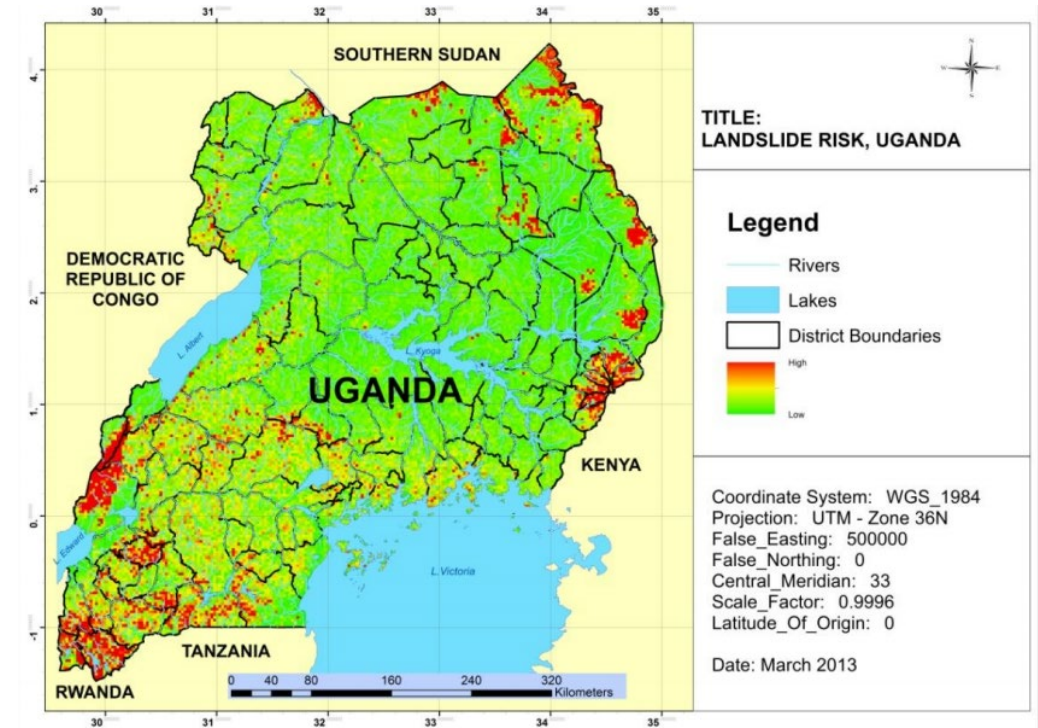 30 31 32 33 34 35
SOUTHERN SUDAN
DEMOCRATIC
REPUBLIC OF
CONGO
L. Albert
L. Kyoga
UGANDA
KENYA
L. Edward
L. Victoria
TANZANIA
RWANDA
4.
3.
2.
1.
0.
-1
0 40 80 160 240 320
Kilometers
30 31 32 33 34 35
TITLE:
LANDSLIDE RISK, UGANDA
Legend
Rivers
Lakes
District Boundaries
High
Low
Coordinate System: WGS_1984
Projection: UTM - Zone 36N
False_Easting: 500000
False_Northing: 0
Central_Meridian: 33
Scale_Factor: 0.9996
Latitude_Of_Origin: 0
Date: March 2013